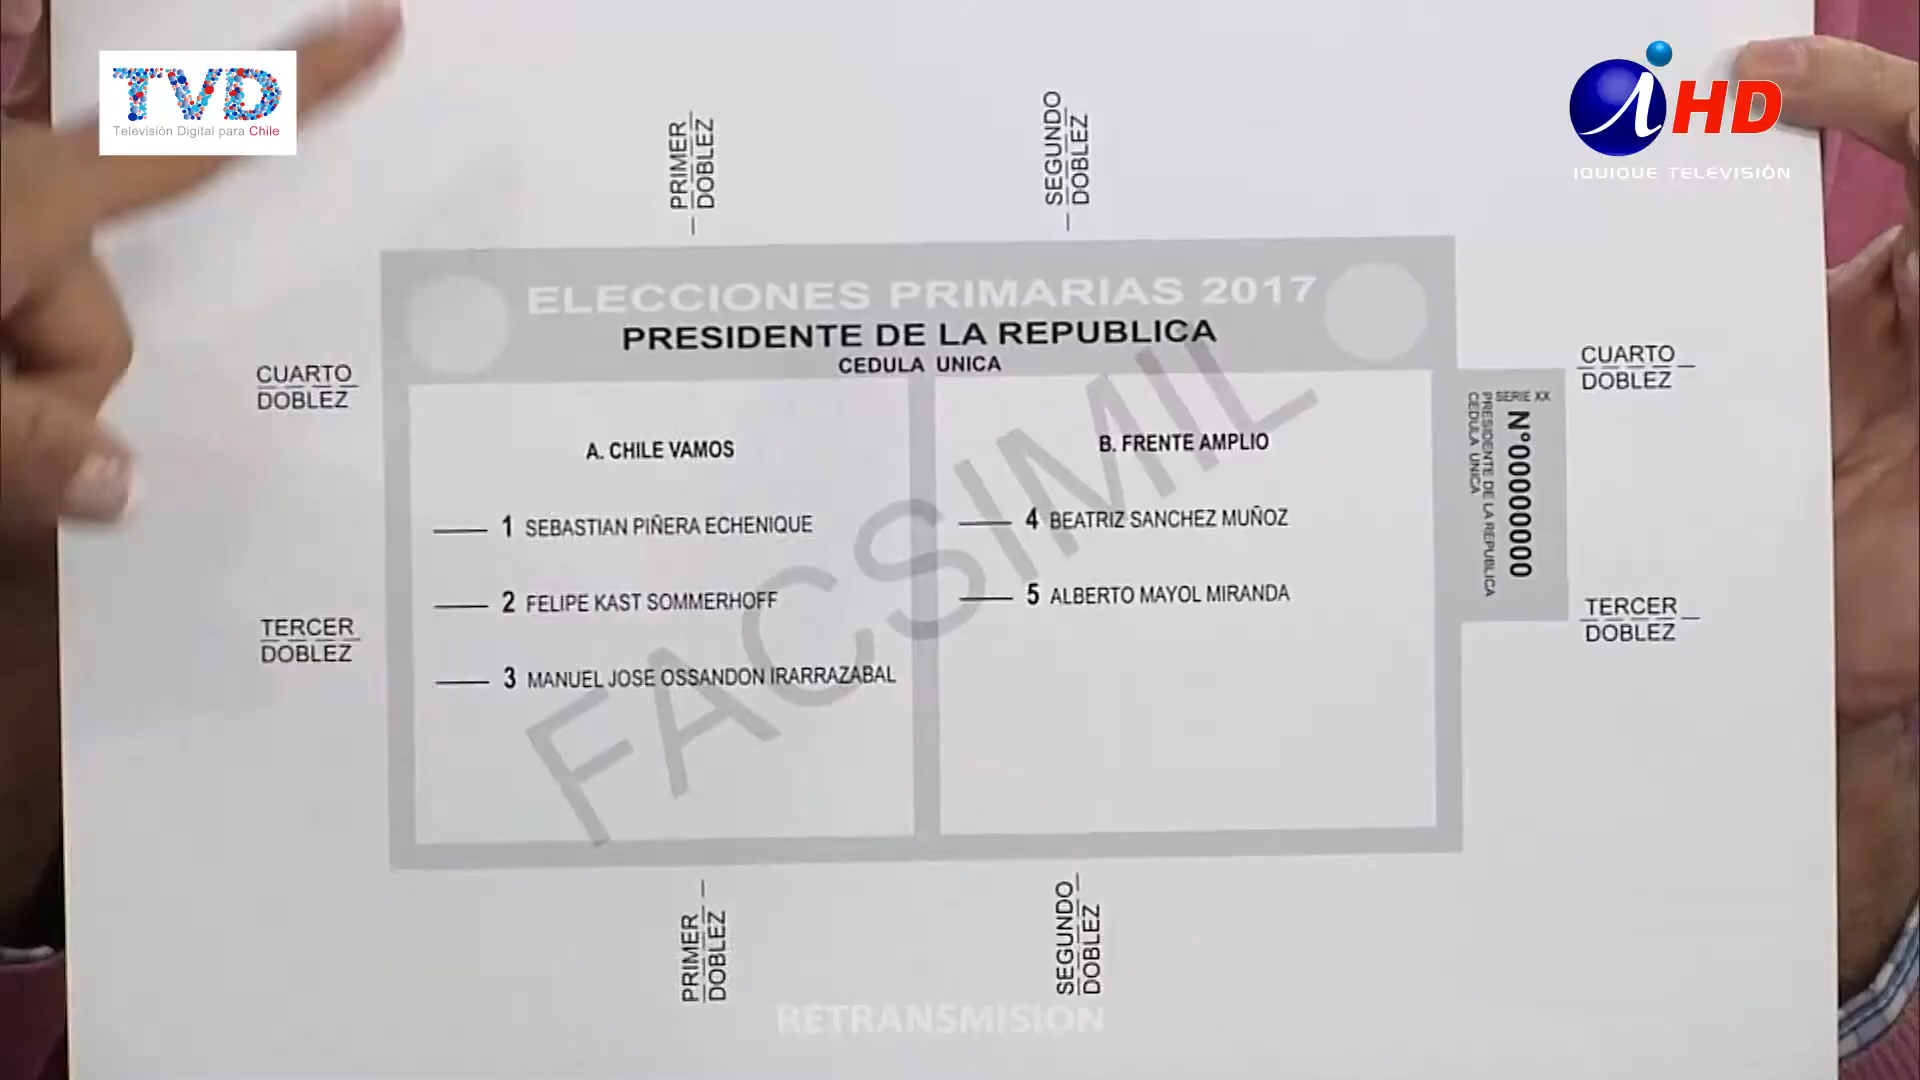 TVD
Televisión Digital para Chile
HD
IQUIQUE TELEVISIÓN
PRIMER
DOBLEZ
SEGUNDO
DOBLEZ
ELECCIONES PRIMARIAS 2017
PRESIDENTE DE LA REPUBLICA
CEDULA UNICA
CUARTO
DOBLEZ
CUARTO
DOBLEZ
SERIE XX
Nº0000000
PRESIDENTE DE LA REPUBLICA
CEDULA UNICA
A. CHILE VAMOS
1 SEBASTIAN PIÑERA ECHENIQUE
2 FELIPE KAST SOMMERHOFF
3 MANUEL JOSE OSSANDON IRARRAZABAL
B. FRENTE AMPLIO
4 BEATRIZ SANCHEZ MUÑOZ
5 ALBERTO MAYOL MIRANDA
FACSIMIL
TERCER
DOBLEZ
TERCER
DOBLEZ
PRIMER
DOBLEZ
SEGUNDO
DOBLEZ
RETRANSMISIÓN